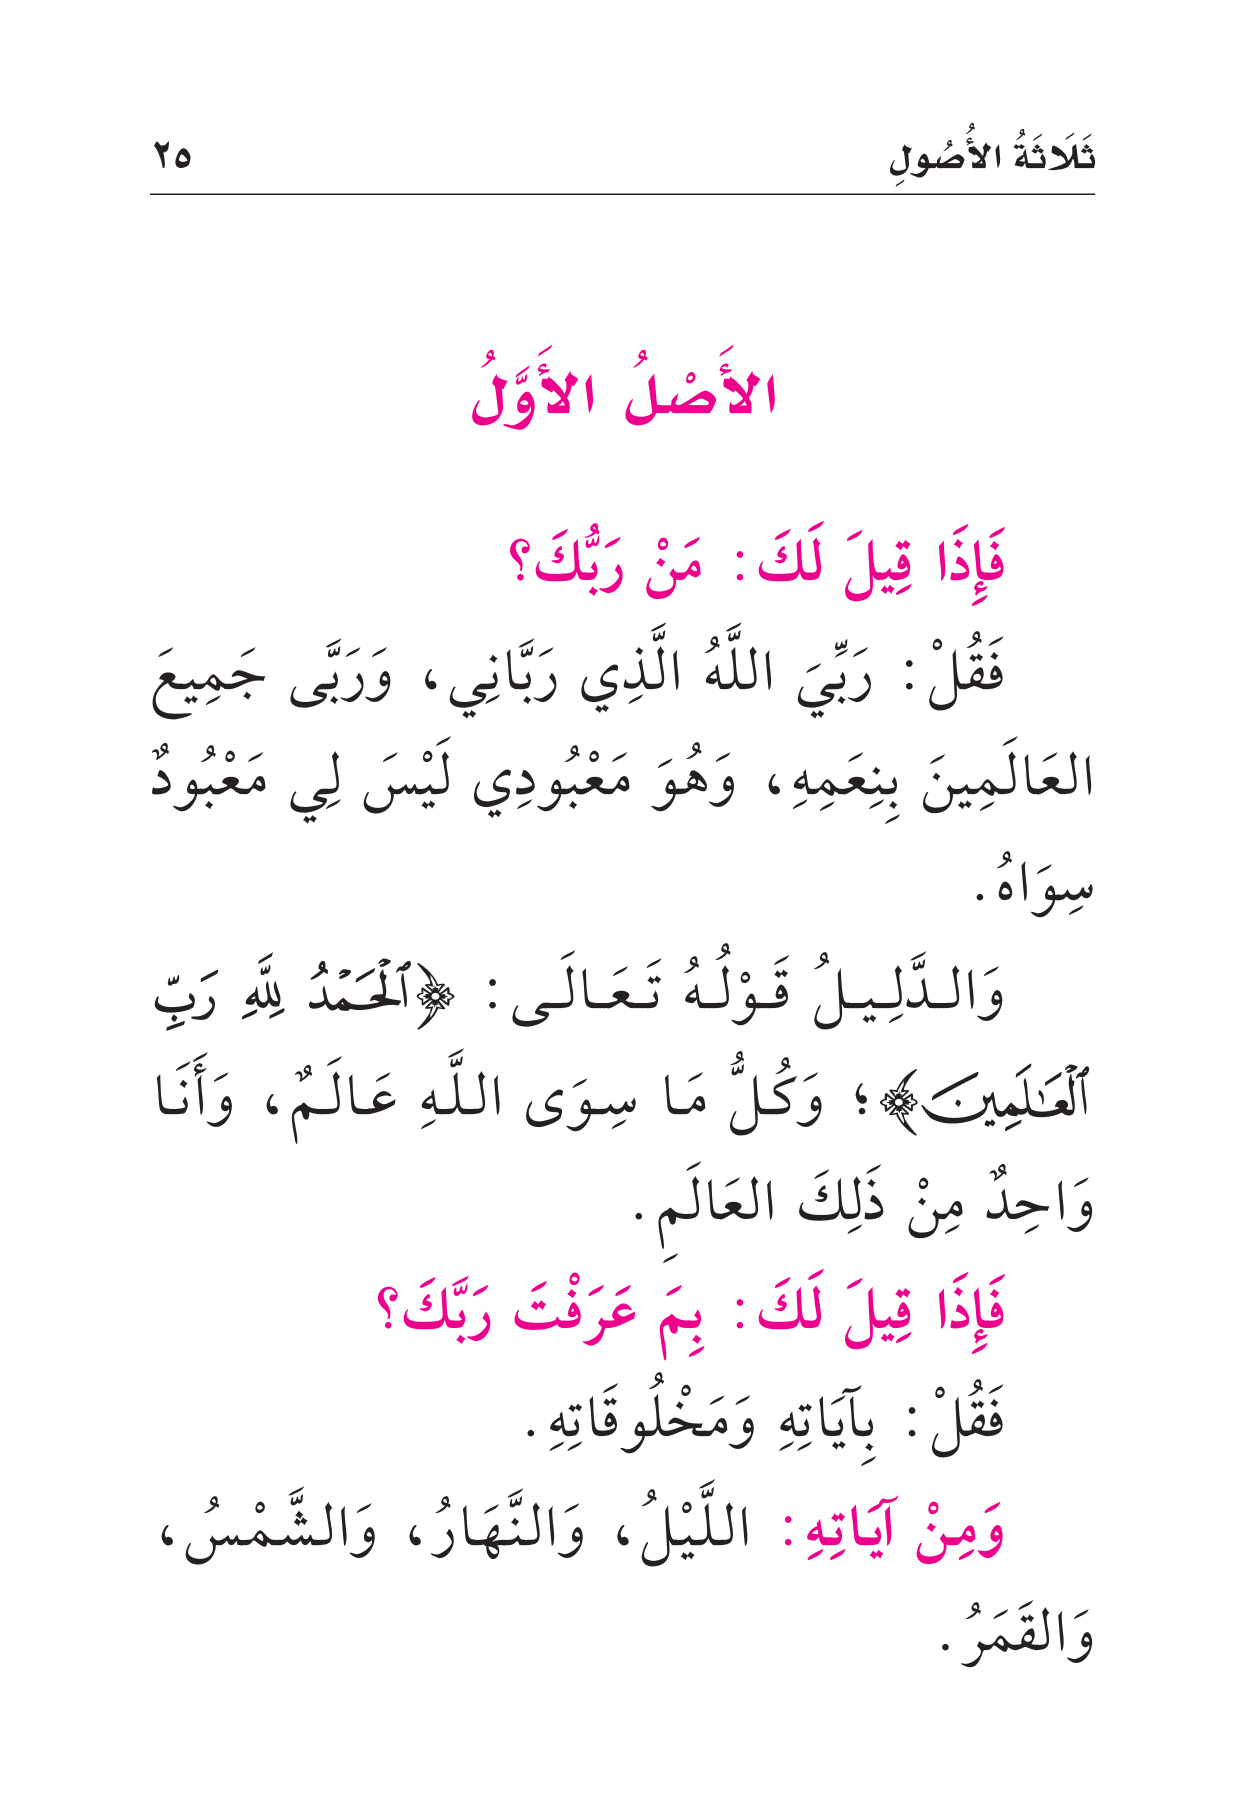 ثَلَاثَةُ الأُصُولِ ٢٥
الأَصْلُ الأَوَّلُ
فَإِذَا قِيلَ لَكَ: مَنْ رَبُّكَ؟
فَقُلْ: رَبِّيَ اللَّهُ الَّذِي رَبَّانِي، وَرَبَّى جَمِيعَ
العَالَمِينَ بِنِعَمِهِ، وَهُوَ مَعْبُودِي لَيْسَ لِي مَعْبُودٌ
سِوَاهُ.
وَالدَّلِيلُ قَوْلُهُ تَعَالَى: ﴿ٱلۡحَمۡدُ لِلَّهِ رَبِّ
ٱلۡعَٰلَمِينَ﴾؛ وَكُلُّ مَا سِوَى اللَّهِ عَالَمٌ، وَأَنَا
وَاحِدٌ مِنْ ذَلِكَ العَالَمِ.
فَإِذَا قِيلَ لَكَ: بِمَ عَرَفْتَ رَبَّكَ؟
فَقُلْ: بِآيَاتِهِ وَمَخْلُوقَاتِهِ.
وَمِنْ آيَاتِهِ: اللَّيْلُ، وَالنَّهَارُ، وَالشَّمْسُ،
وَالقَمَرُ.